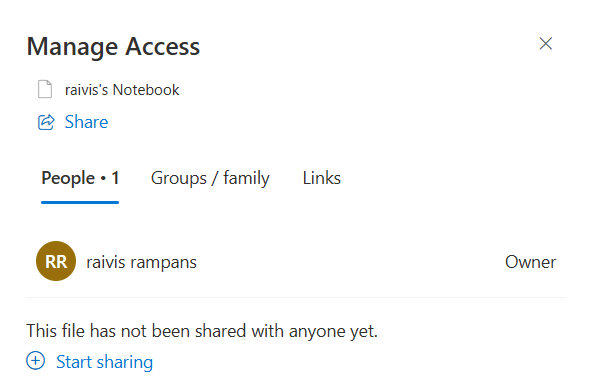 Manage Access
raivis's Notebook
Share
People • 1 Groups / family Links
RR raivis rampans Owner
This file has not been shared with anyone yet.
Start sharing